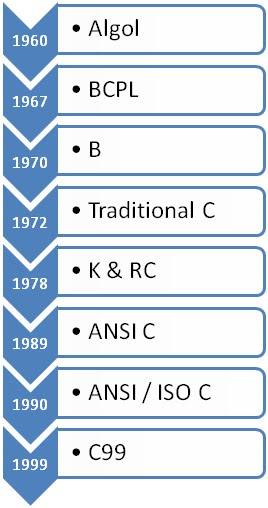 1960 • Algol
1967 • BCPL
1970 • B
1972 • Traditional C
1978 • K & RC
1989 • ANSI C
1990 • ANSI / ISO C
1999 • C99